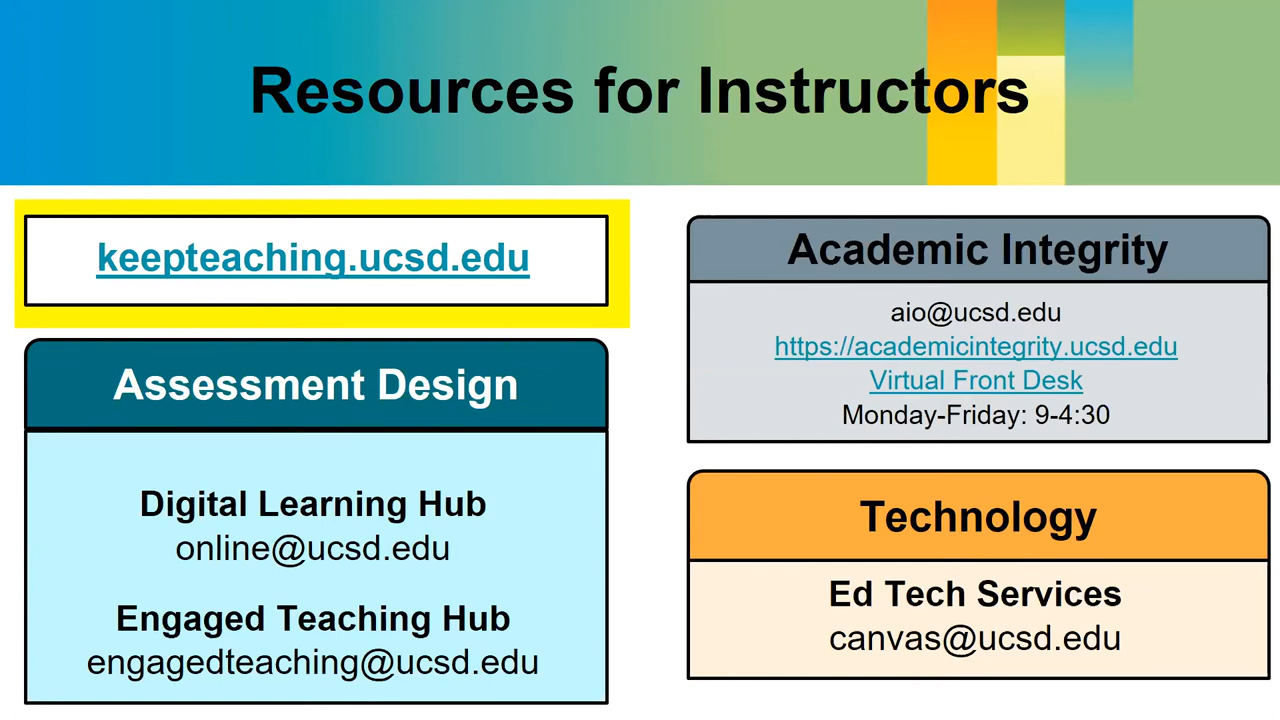 Resources for Instructors
keepteaching.ucsd.edu
Assessment Design
Digital Learning Hub
online@ucsd.edu
Engaged Teaching Hub
engagedteaching@ucsd.edu
Academic Integrity
aio@ucsd.edu
https://academicintegrity.ucsd.edu
Virtual Front Desk
Monday-Friday: 9-4:30
Technology
Ed Tech Services
canvas@ucsd.edu